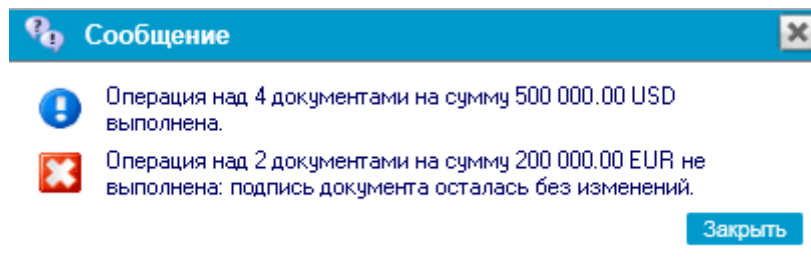 Сообщение
Операция над 4 документами на сумму 500 000.00 USD
выполнена.
Операция над 2 документами на сумму 200 000.00 EUR не
выполнена: подпись документа осталась без изменений.
Закрыть